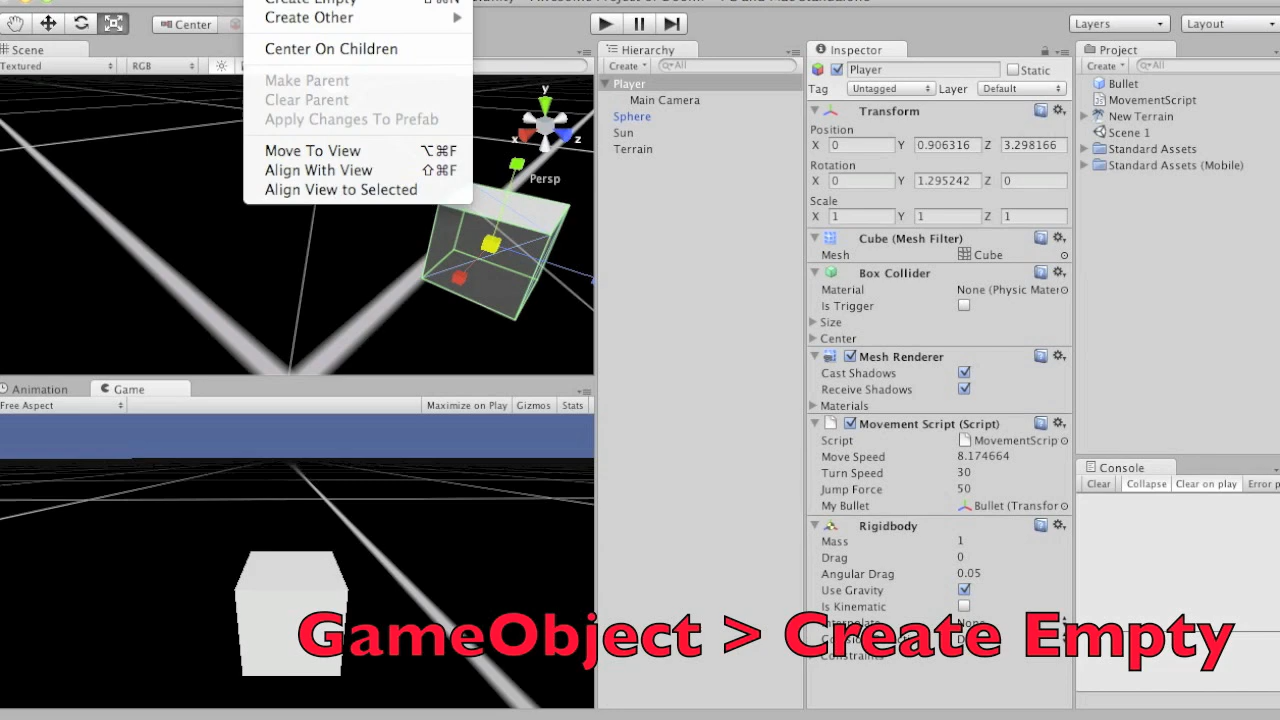 Create Empty ⇧⌘N
Create Other
Center On Children
Make Parent
Clear Parent
Apply Changes To Prefab
Move To View ⌥⌘F
Align With View ⇧⌘F
Align View to Selected
Center
Layers
Layout
Scene
Textured
RGB
y
x
z
Persp
Animation
Game
Free Aspect
Maximize on Play
Gizmos
Stats
Hierarchy
Create
All
Player
Main Camera
Sphere
Sun
Terrain
Inspector
Player
Static
Tag Untagged Layer Default
Transform
Position
X 0 Y 0.906316 Z 3.298166
Rotation
X 0 Y 1.295242 Z 0
Scale
X 1 Y 1 Z 1
Cube (Mesh Filter)
Mesh Cube
Box Collider
Material None (Physic Mater
Is Trigger
Size
Center
Mesh Renderer
Cast Shadows
Receive Shadows
Materials
Movement Script (Script)
Script MovementScrip
Move Speed 8.174664
Turn Speed 30
Jump Force 50
My Bullet Bullet (Transfor
Rigidbody
Mass 1
Drag 0
Angular Drag 0.05
Use Gravity
Is Kinematic
Interpolate None
Constraints
Project
Create
All
Bullet
MovementScript
New Terrain
Scene 1
Standard Assets
Standard Assets (Mobile)
Console
Clear
Collapse
Clear on play
Error p
GameObject > Create Empty